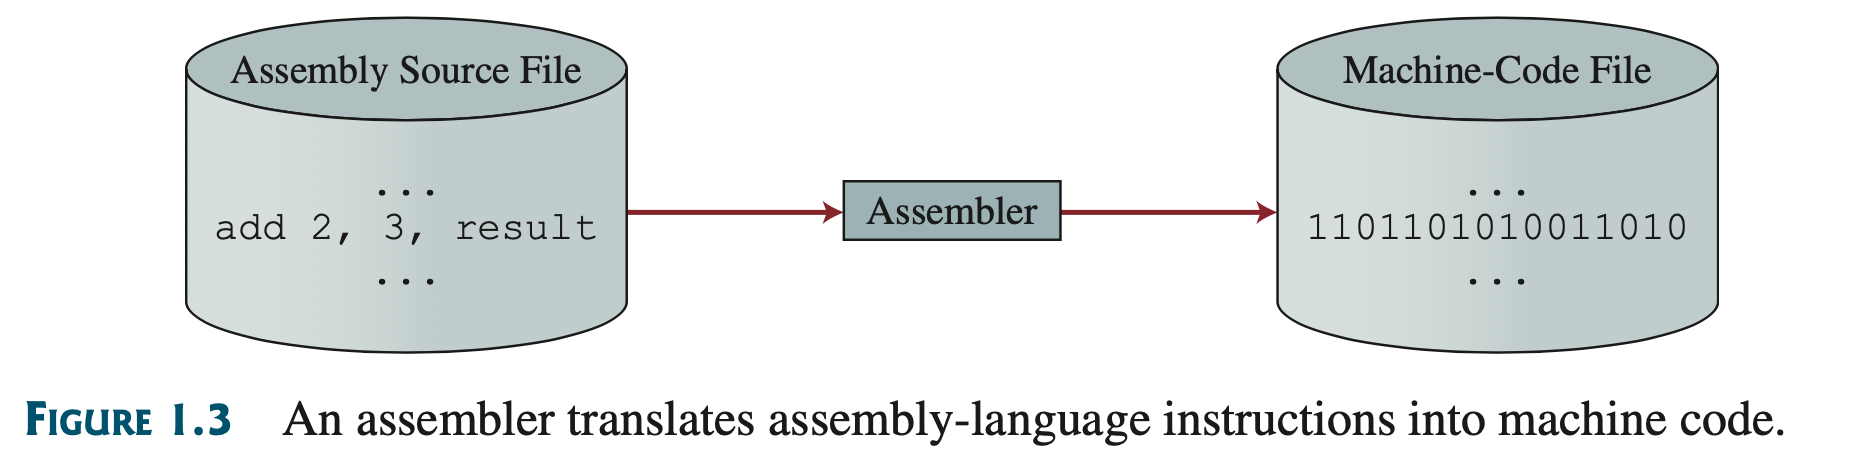 Assembly Source File
...
add 2, 3, result
...
Assembler
Machine-Code File
...
1101101010011010
...
FIGURE 1.3 An assembler translates assembly-language instructions into machine code.